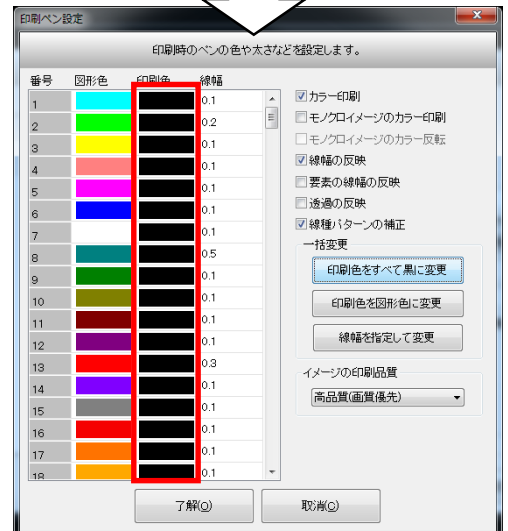 印刷ペン設定
印刷時のペンの色や太さなどを設定します。
番号 図形色 印刷色 線幅
1 0.1
2 0.2
3 0.1
4 0.1
5 0.1
6 0.1
7 0.1
8 0.5
9 0.1
10 0.1
11 0.1
12 0.1
13 0.3
14 0.1
15 0.1
16 0.1
17 0.1
18 0.1
カラー印刷
モノクロイメージのカラー印刷
モノクロイメージのカラー反転
線幅の反映
要素の線幅の反映
透過の反映
線種パターンの補正
一括変更
印刷色をすべて黒に変更
印刷色を図形色に変更
線幅を指定して変更
イメージの印刷品質
高品質(画質優先)
了解(O) 取消(C)